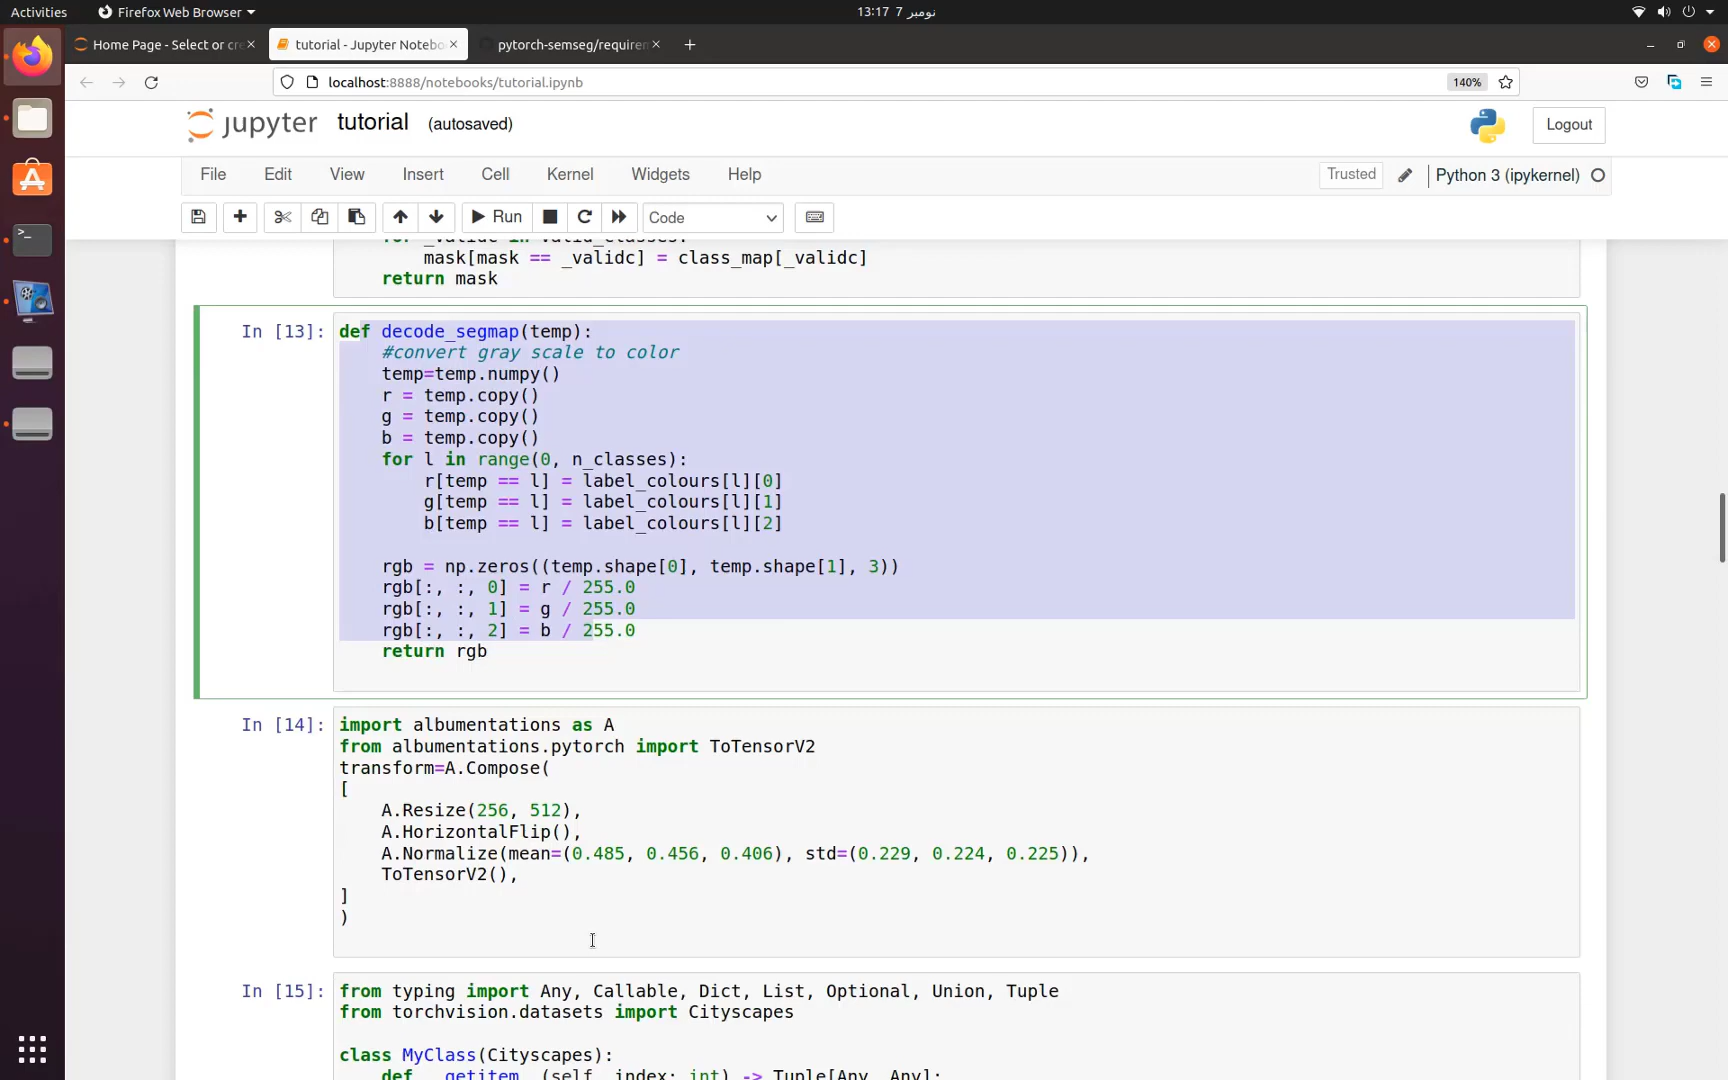 Activities
Firefox Web Browser
13:17 7 نومبر
Home Page - Select or cre
tutorial - Jupyter Notebo
pytorch-semseg/requirem
localhost:8888/notebooks/tutorial.ipynb
140%
jupyter tutorial (autosaved)
Logout
File Edit View Insert Cell Kernel Widgets Help
Trusted
Python 3 (ipykernel)
Run
Code
for _validc in valid_classes:
mask[mask == _validc] = class_map[_validc]
return mask
In [13]:
def decode_segmap(temp):
#convert gray scale to color
temp=temp.numpy()
r = temp.copy()
g = temp.copy()
b = temp.copy()
for l in range(0, n_classes):
r[temp == l] = label_colours[l][0]
g[temp == l] = label_colours[l][1]
b[temp == l] = label_colours[l][2]
rgb = np.zeros((temp.shape[0], temp.shape[1], 3))
rgb[:, :, 0] = r / 255.0
rgb[:, :, 1] = g / 255.0
rgb[:, :, 2] = b / 255.0
return rgb
In [14]:
import albumentations as A
from albumentations.pytorch import ToTensorV2
transform=A.Compose(
[
A.Resize(256, 512),
A.HorizontalFlip(),
A.Normalize(mean=(0.485, 0.456, 0.406), std=(0.229, 0.224, 0.225)),
ToTensorV2(),
]
)
In [15]:
from typing import Any, Callable, Dict, List, Optional, Union, Tuple
from torchvision.datasets import Cityscapes
class MyClass(Cityscapes):
def __getitem__(self, index: int) -> Tuple[Any, Any]: